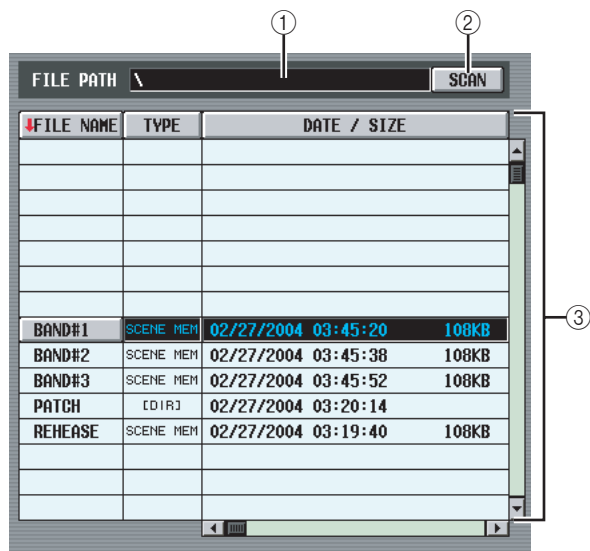 ① ②
FILE PATH \ SCAN
FILE NAME TYPE DATE / SIZE
BAND#1 SCENE MEM 02/27/2004 03:45:20 108KB
③
BAND#2 SCENE MEM 02/27/2004 03:45:38 108KB
BAND#3 SCENE MEM 02/27/2004 03:45:52 108KB
PATCH [DIR] 02/27/2004 03:20:14
REHEASE SCENE MEM 02/27/2004 03:19:40 108KB